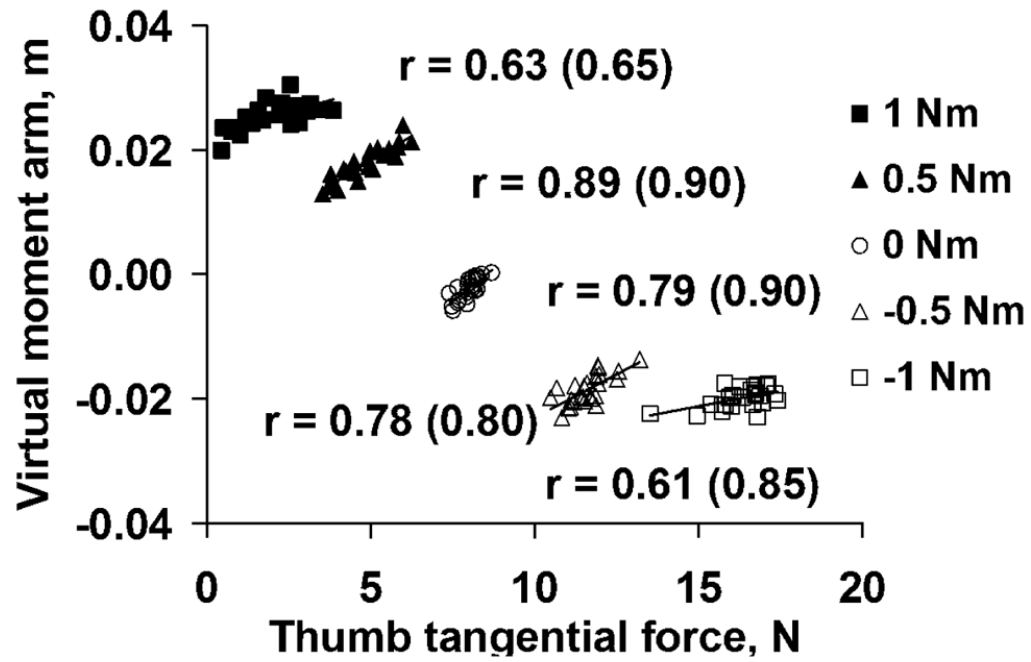 0.04
0.02
0.00
-0.02
-0.04
Virtual moment arm, m
r = 0.63 (0.65)
r = 0.89 (0.90)
r = 0.79 (0.90)
r = 0.78 (0.80)
r = 0.61 (0.85)
1 Nm
0.5 Nm
0 Nm
-0.5 Nm
-1 Nm
0 5 10 15 20
Thumb tangential force, N